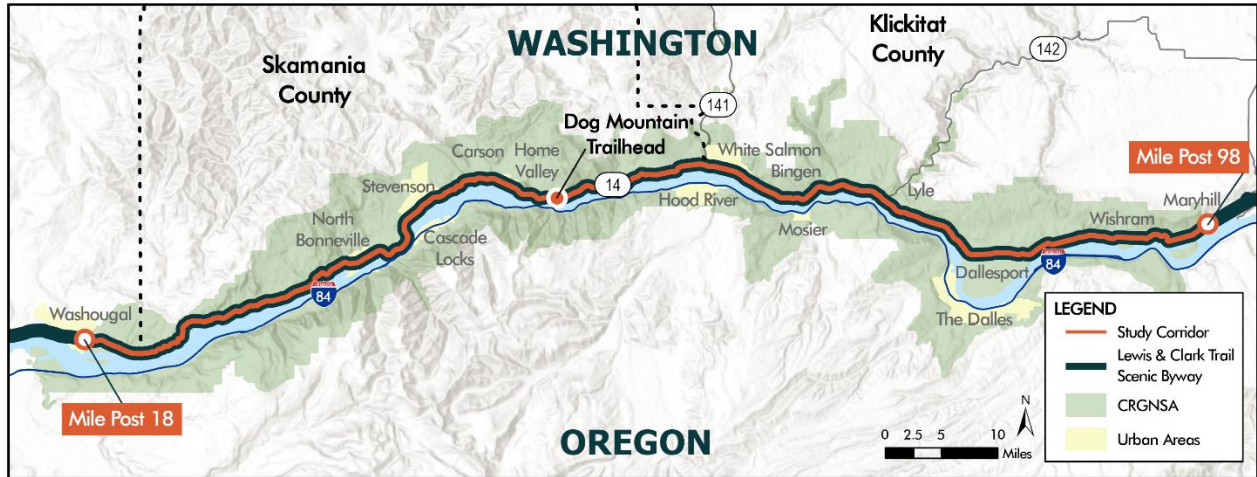 WASHINGTON
Klickitat
County
142
Skamania
County
141
Dog Mountain
Trailhead
Carson
Home
Valley
White Salmon
Bingen
Mile Post 98
Stevenson
14
Lyle
Maryhill
Hood River
North
Bonneville
Cascade
Locks
Mosier
Wishram
84
Dallesport
84
Washougal
The Dalles
LEGEND
Study Corridor
Lewis & Clark Trail
Scenic Byway
CRGNSA
Urban Areas
Mile Post 18
OREGON
N
0 2.5 5 10
Miles